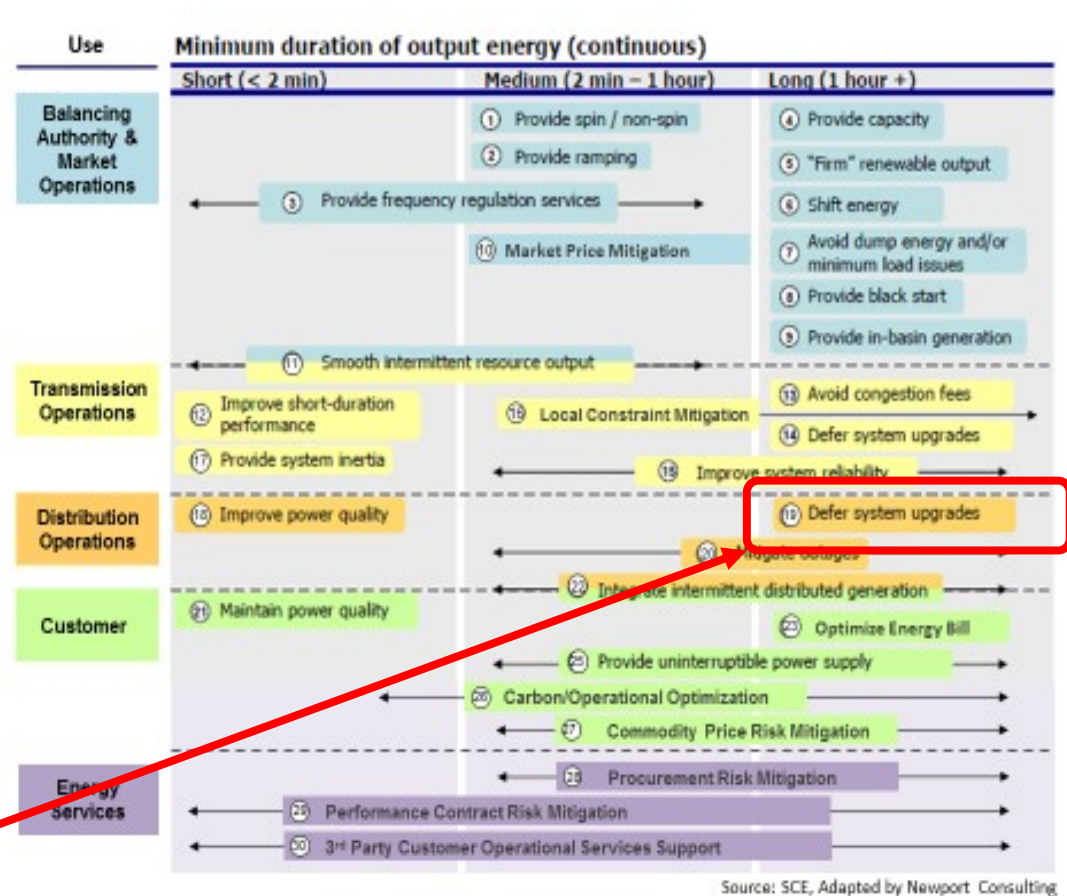 Use
Minimum duration of output energy (continuous)
Short (< 2 min)
Medium (2 min – 1 hour)
Long (1 hour +)
Balancing
Authority &
Market
Operations
1 Provide spin / non-spin
2 Provide ramping
3 Provide frequency regulation services
10 Market Price Mitigation
4 Provide capacity
5 "Firm" renewable output
6 Shift energy
7 Avoid dump energy and/or
minimum load issues
8 Provide black start
9 Provide in-basin generation
11 Smooth intermittent resource output
Transmission
Operations
12 Improve short-duration
performance
17 Provide system inertia
16 Local Constraint Mitigation
13 Avoid congestion fees
14 Defer system upgrades
Improve system reliability
Distribution
Operations
18 Improve power quality
19 Defer system upgrades
20 Mitigate outages
22 Integrate intermittent distributed generation
Customer
21 Maintain power quality
23 Optimize Energy Bill
25 Provide uninterruptible power supply
26 Carbon/Operational Optimization
27 Commodity Price Risk Mitigation
Energy
Services
28 Procurement Risk Mitigation
29 Performance Contract Risk Mitigation
30 3rd Party Customer Operational Services Support
Source: SCE, Adapted by Newport Consulting